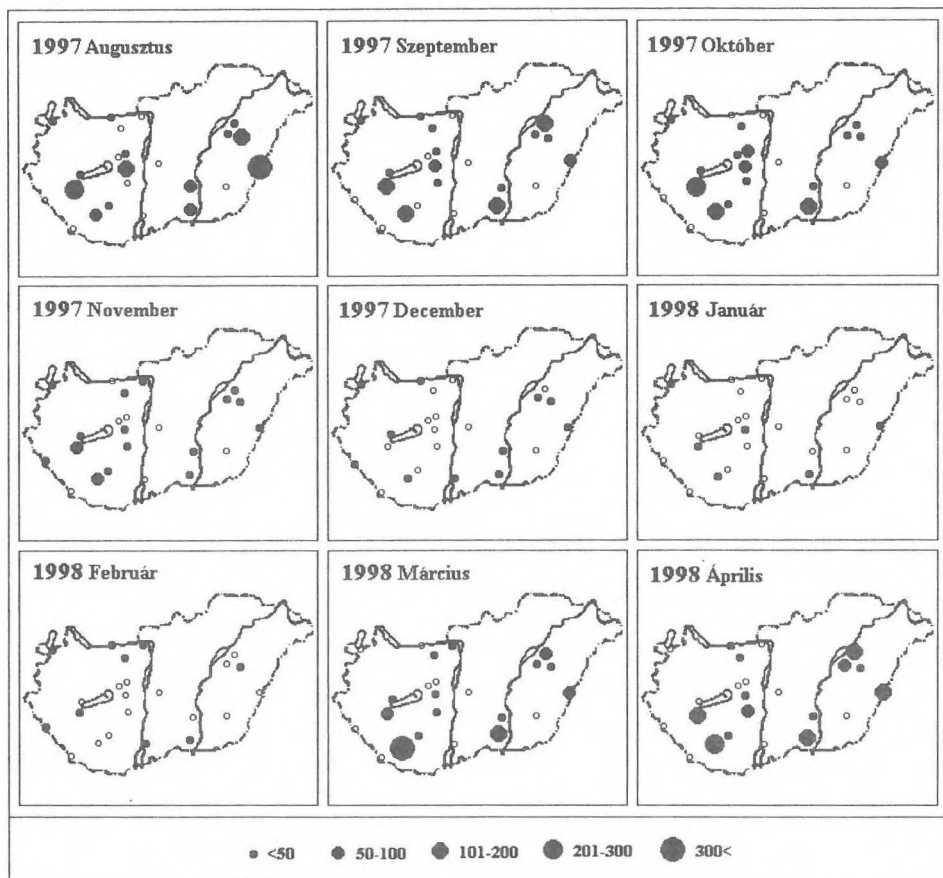 1997 Augusztus
1997 Szeptember
1997 Október
1997 November
1997 December
1998 Január
1998 Február
1998 Március
1998 Április
<50 50-100 101-200 201-300 300<